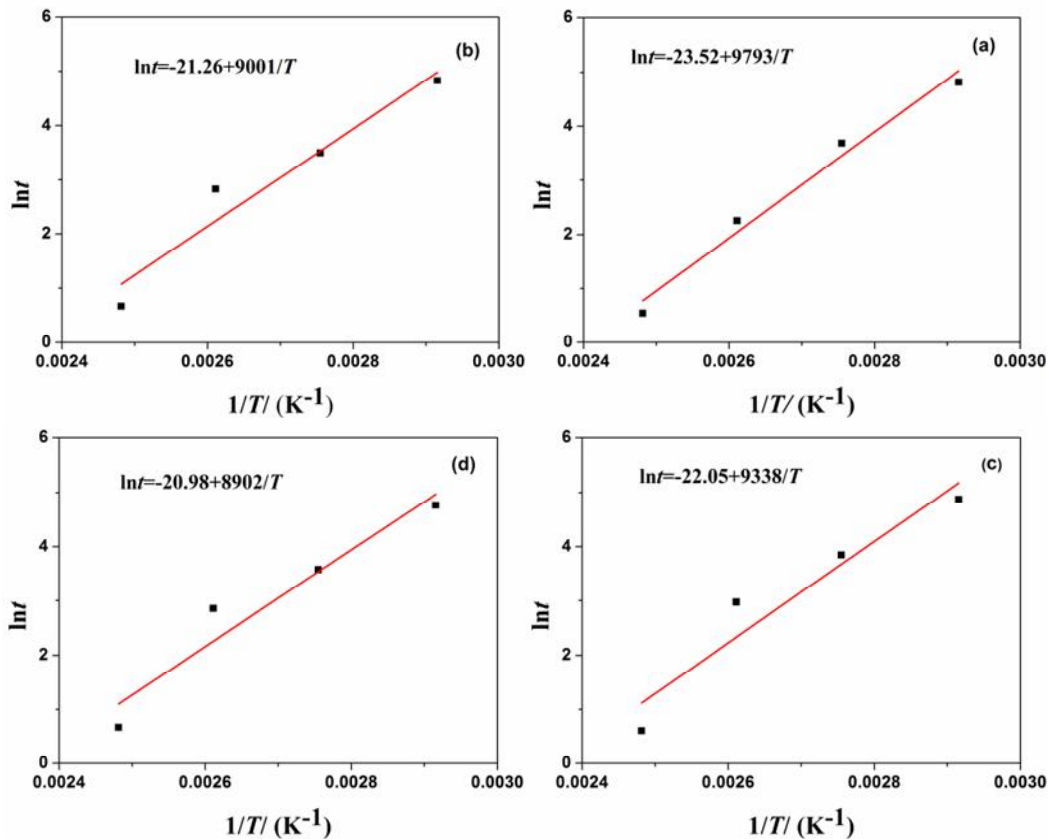 (b)
lnt=-21.26+9001/T
6
4
2
0
lnt
0.0024 0.0026 0.0028 0.0030
1/T/ (K⁻¹)
(a)
lnt=-23.52+9793/T
6
4
2
0
lnt
0.0024 0.0026 0.0028 0.0030
1/T/ (K⁻¹)
(d)
lnt=-20.98+8902/T
6
4
2
0
lnt
0.0024 0.0026 0.0028 0.0030
1/T/ (K⁻¹)
(c)
lnt=-22.05+9338/T
6
4
2
0
lnt
0.0024 0.0026 0.0028 0.0030
1/T/ (K⁻¹)